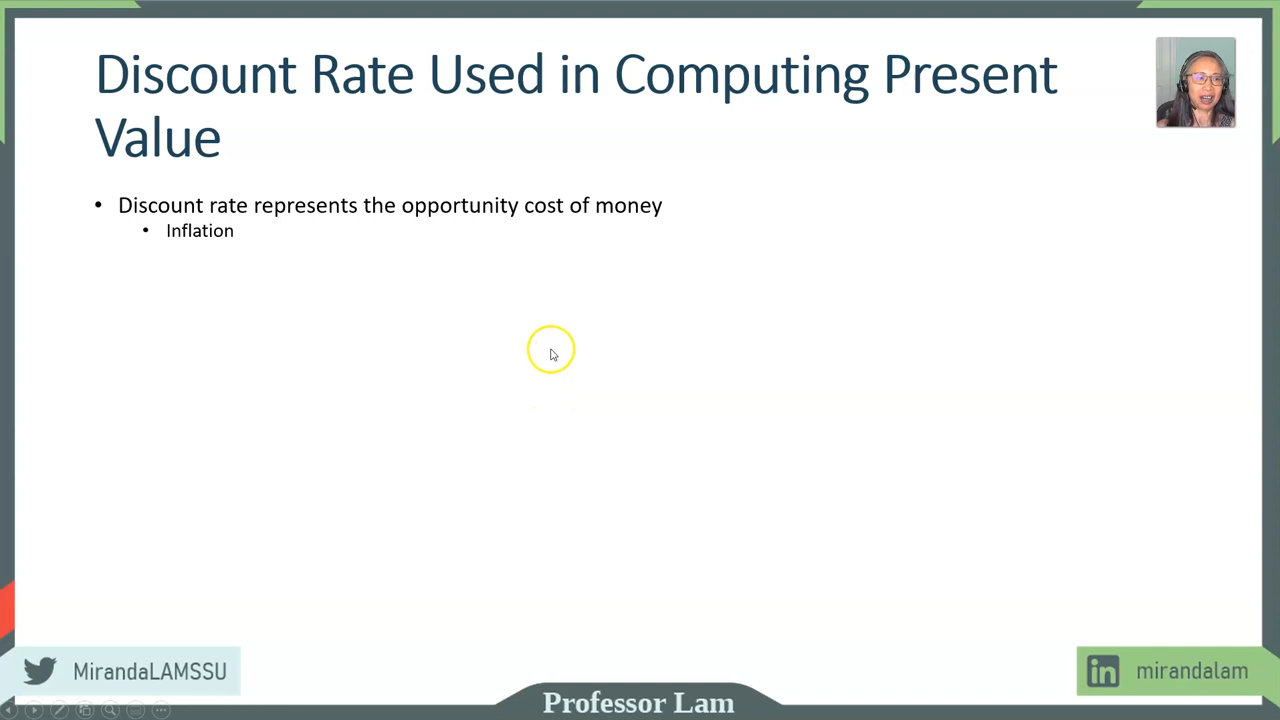 Discount Rate Used in Computing Present
Value
• Discount rate represents the opportunity cost of money
• Inflation
MirandaLAMSSU
in mirandalam
Professor Lam